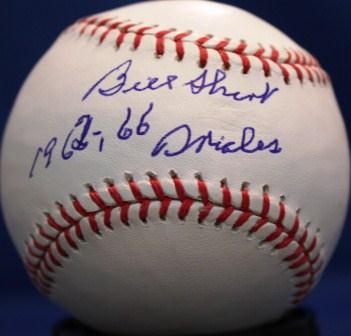 Bill Short
1962-, 66 Orioles